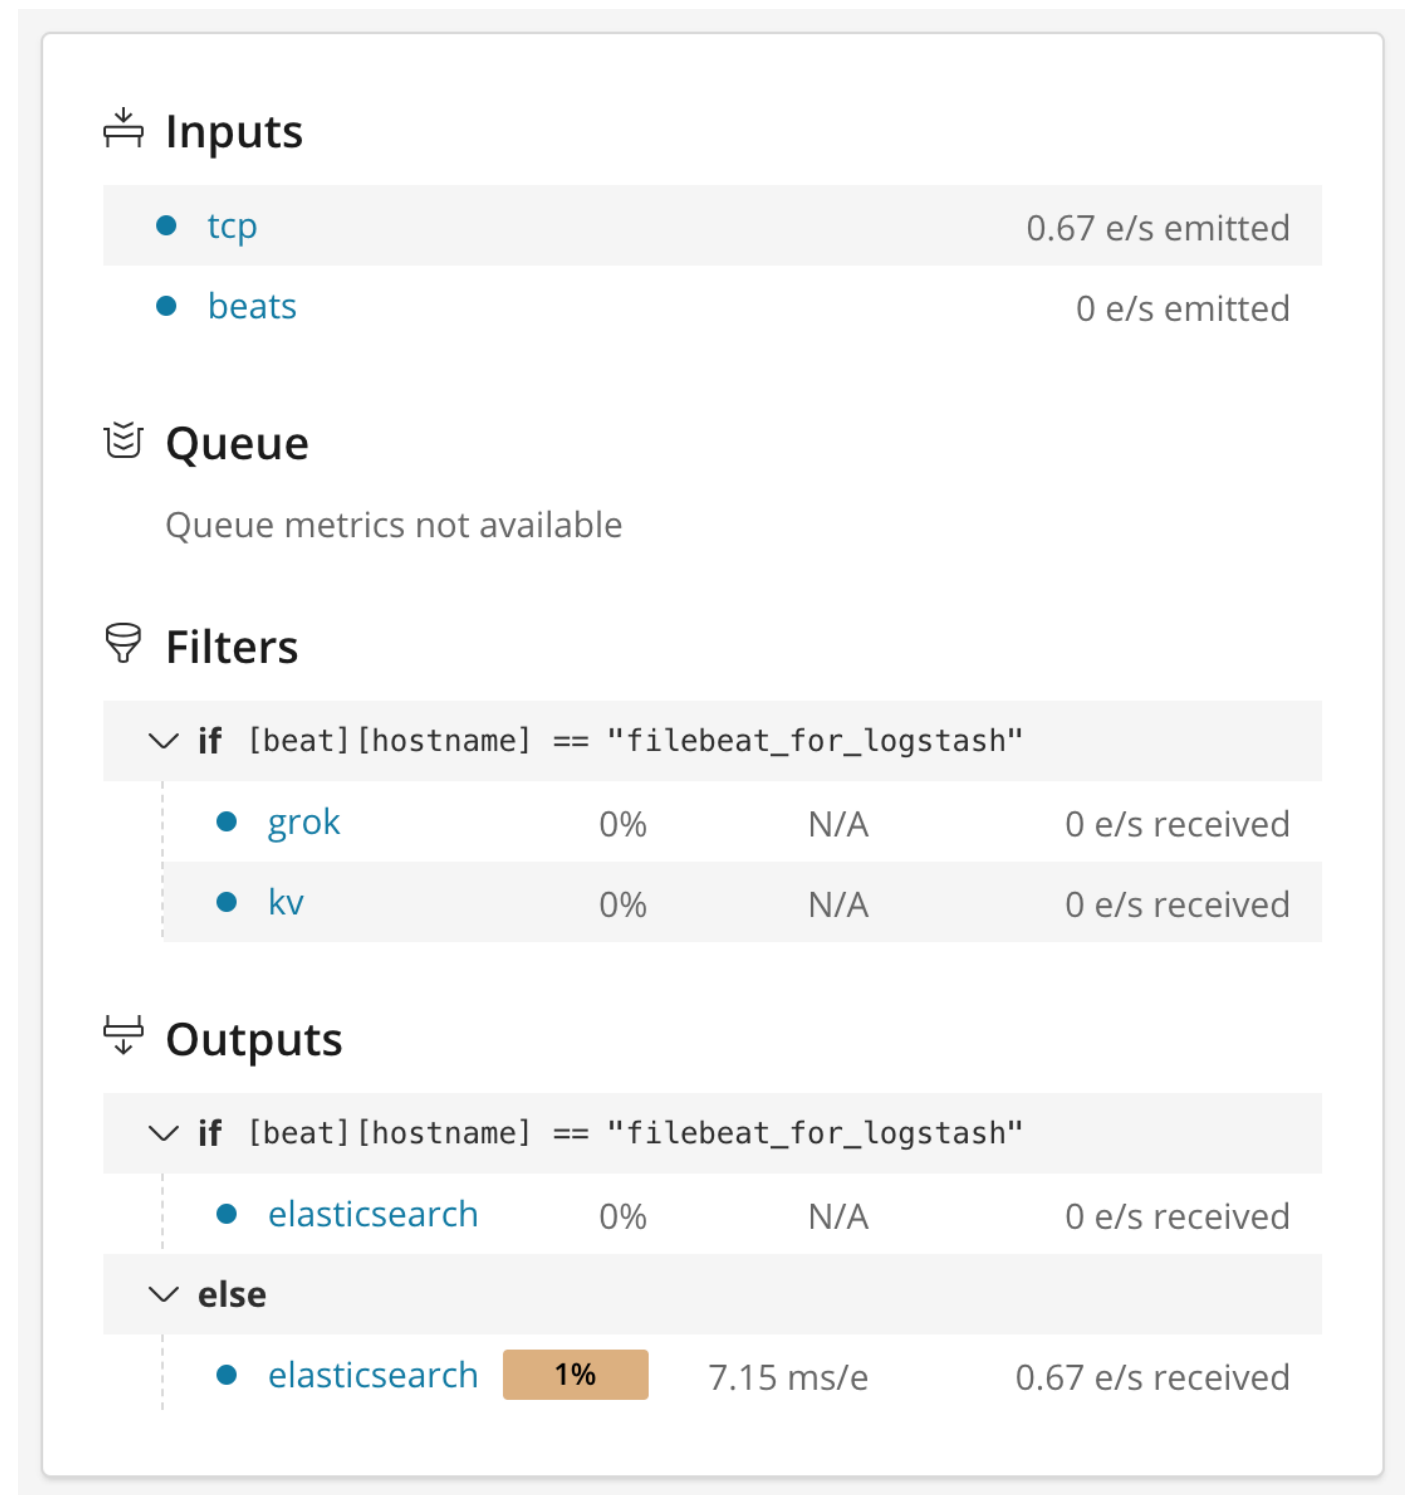 Inputs
tcp 0.67 e/s emitted
beats 0 e/s emitted
Queue
Queue metrics not available
Filters
if [beat][hostname] == "filebeat_for_logstash"
grok 0% N/A 0 e/s received
kv 0% N/A 0 e/s received
Outputs
if [beat][hostname] == "filebeat_for_logstash"
elasticsearch 0% N/A 0 e/s received
else
elasticsearch 1% 7.15 ms/e 0.67 e/s received